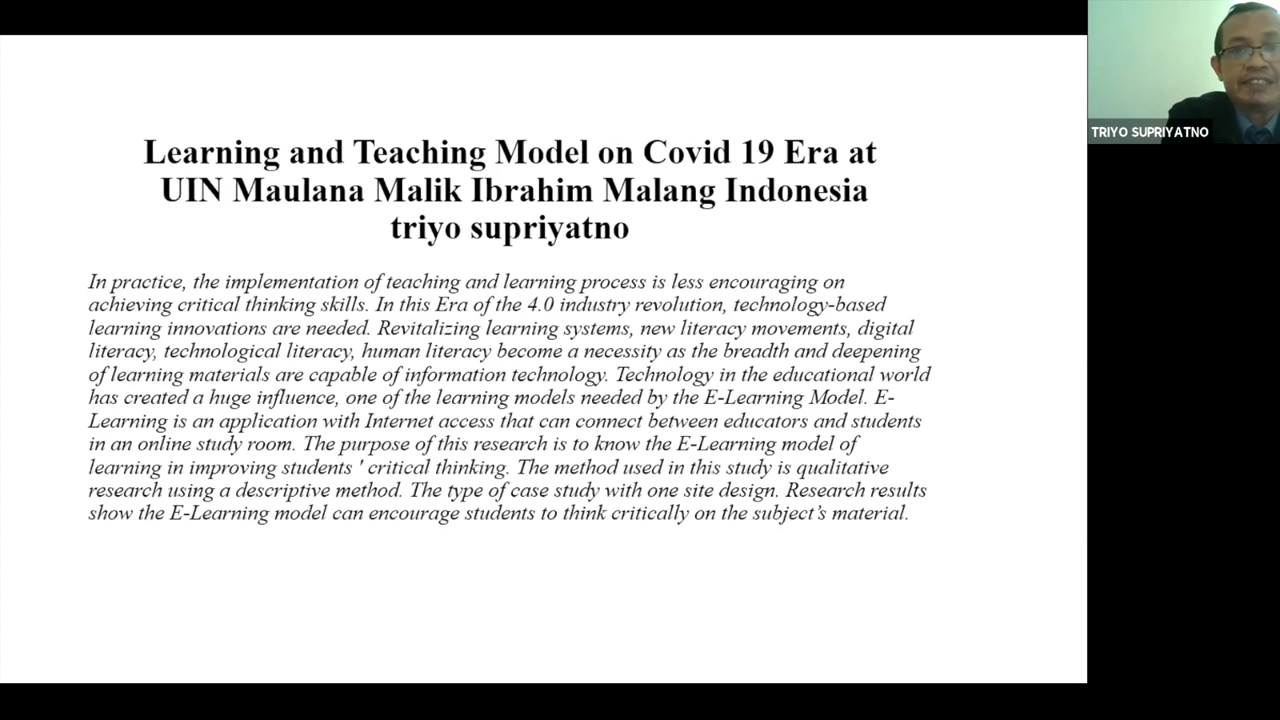 Learning and Teaching Model on Covid 19 Era at
UIN Maulana Malik Ibrahim Malang Indonesia
triyo supriyatno
In practice, the implementation of teaching and learning process is less encouraging on
achieving critical thinking skills. In this Era of the 4.0 industry revolution, technology-based
learning innovations are needed. Revitalizing learning systems, new literacy movements, digital
literacy, technological literacy, human literacy become a necessity as the breadth and deepening
of learning materials are capable of information technology. Technology in the educational world
has created a huge influence, one of the learning models needed by the E-Learning Model. E-
Learning is an application with Internet access that can connect between educators and students
in an online study room. The purpose of this research is to know the E-Learning model of
learning in improving students ' critical thinking. The method used in this study is qualitative
research using a descriptive method. The type of case study with one site design. Research results
show the E-Learning model can encourage students to think critically on the subject’s material.
TRIYO SUPRIYATNO